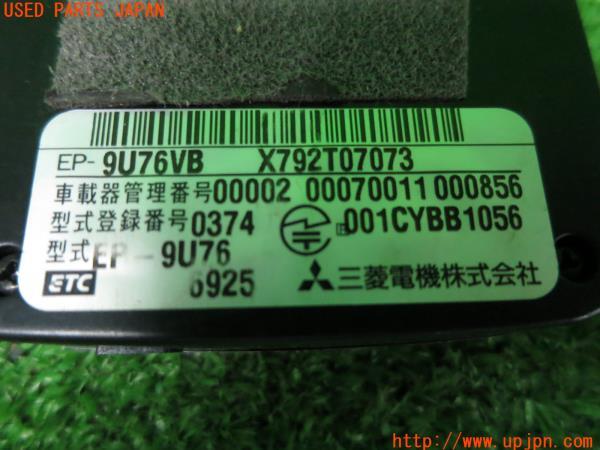 USED PARTS JAPAN
EP- 9U76VB X792T07073
車載器管理番号00002 00070011 000856
型式登録番号0374 001CYBB1056
型式 EP-9U76
ETC 6925 三菱電機株式会社
http://www.upjpn.com/